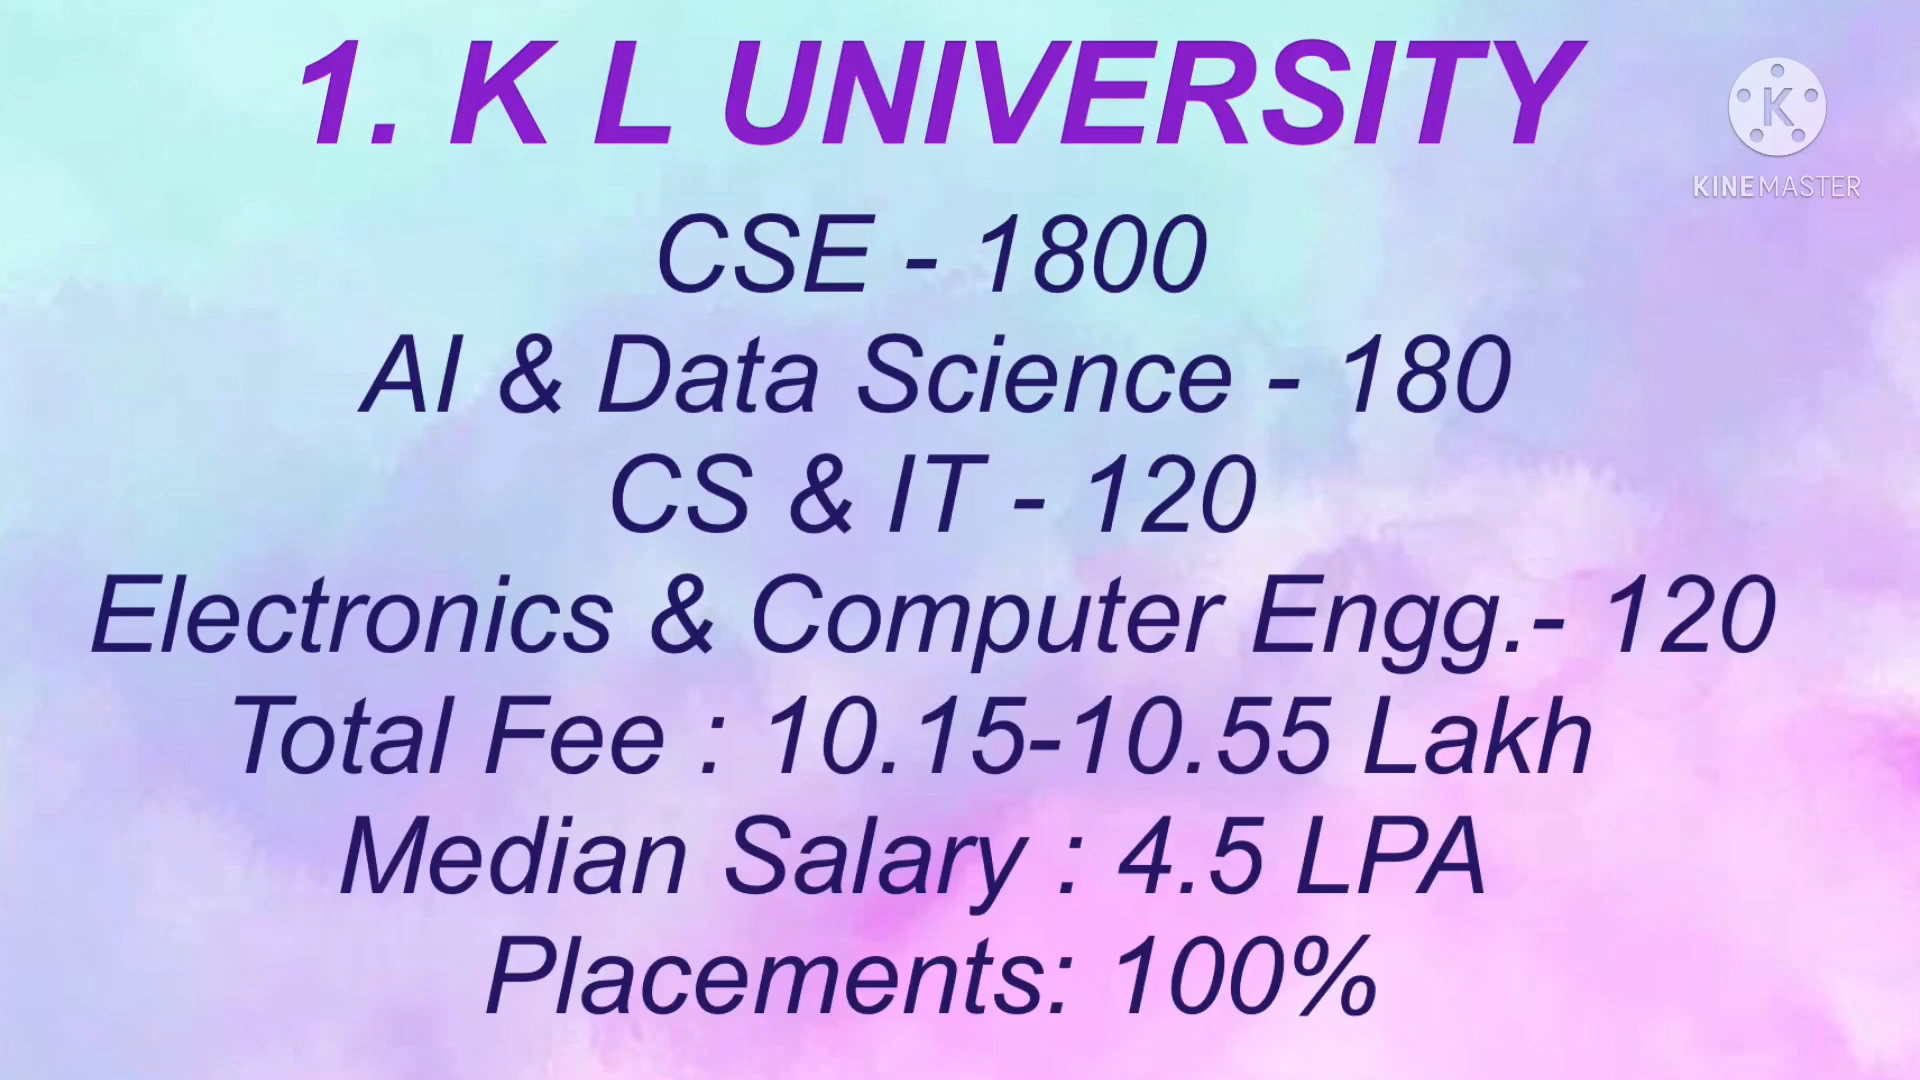 1. K L UNIVERSITY
K
KINEMASTER
CSE - 1800
AI & Data Science - 180
CS & IT - 120
Electronics & Computer Engg.- 120
Total Fee : 10.15-10.55 Lakh
Median Salary : 4.5 LPA
Placements: 100%